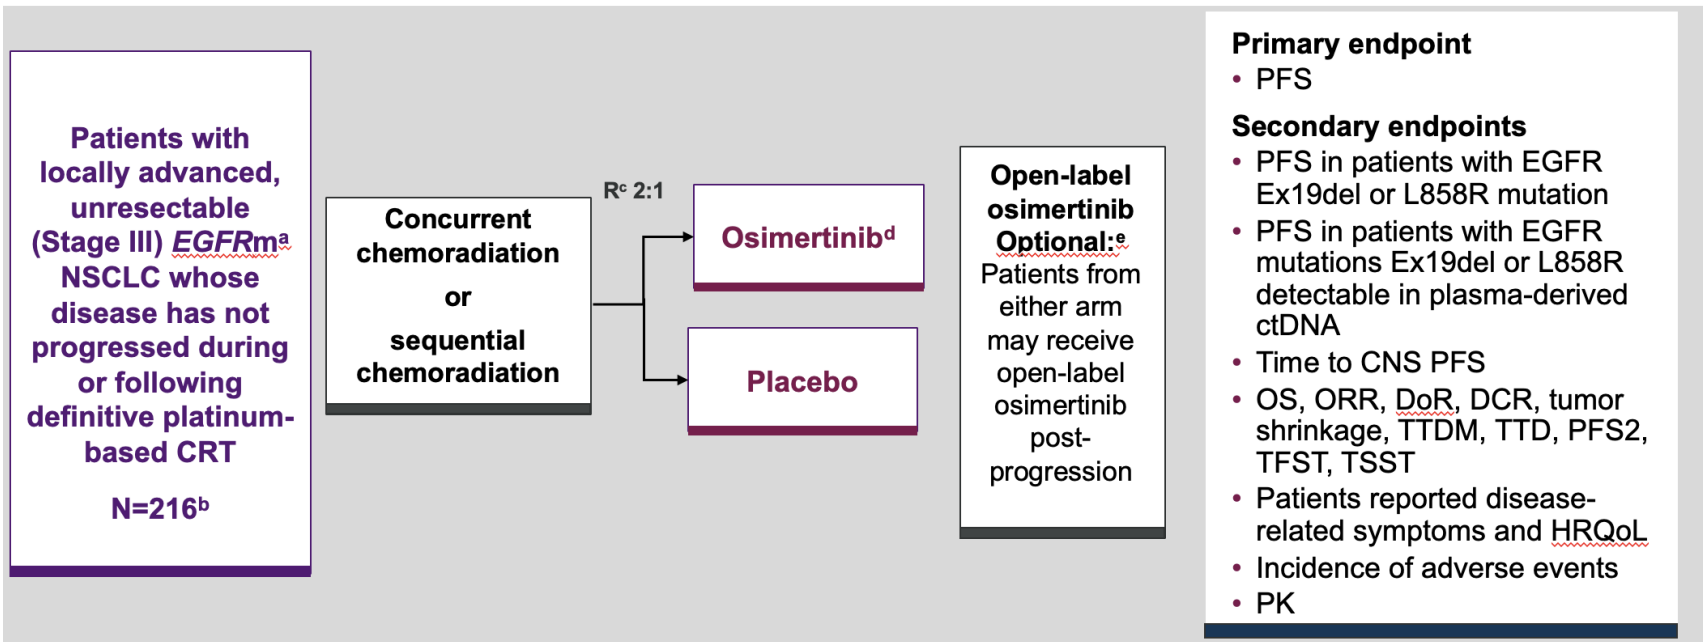 Patients with
locally advanced,
unresectable
(Stage III) EGFRmᵃ
NSCLC whose
disease has not
progressed during
or following
definitive platinum-
based CRT
N=216ᵇ
Concurrent
chemoradiation
or
sequential
chemoradiation
Rᶜ 2:1
Osimertinibᵈ
Placebo
Open-label
osimertinib
Optional:ᵉ
Patients from
either arm
may receive
open-label
osimertinib
post-
progression
Primary endpoint
• PFS
Secondary endpoints
• PFS in patients with EGFR
Ex19del or L858R mutation
• PFS in patients with EGFR
mutations Ex19del or L858R
detectable in plasma-derived
ctDNA
• Time to CNS PFS
• OS, ORR, DoR, DCR, tumor
shrinkage, TTDM, TTD, PFS2,
TFST, TSST
• Patients reported disease-
related symptoms and HRQoL
• Incidence of adverse events
• PK